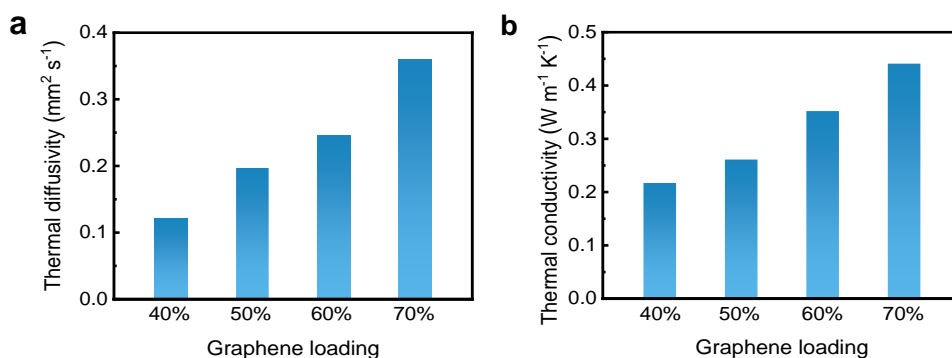 a
Thermal diffusivity (mm² s⁻¹)
0.4
0.3
0.2
0.1
0.0
40% 50% 60% 70%
Graphene loading
b
Thermal conductivity (W m⁻¹ K⁻¹)
0.5
0.4
0.3
0.2
0.1
0.0
40% 50% 60% 70%
Graphene loading